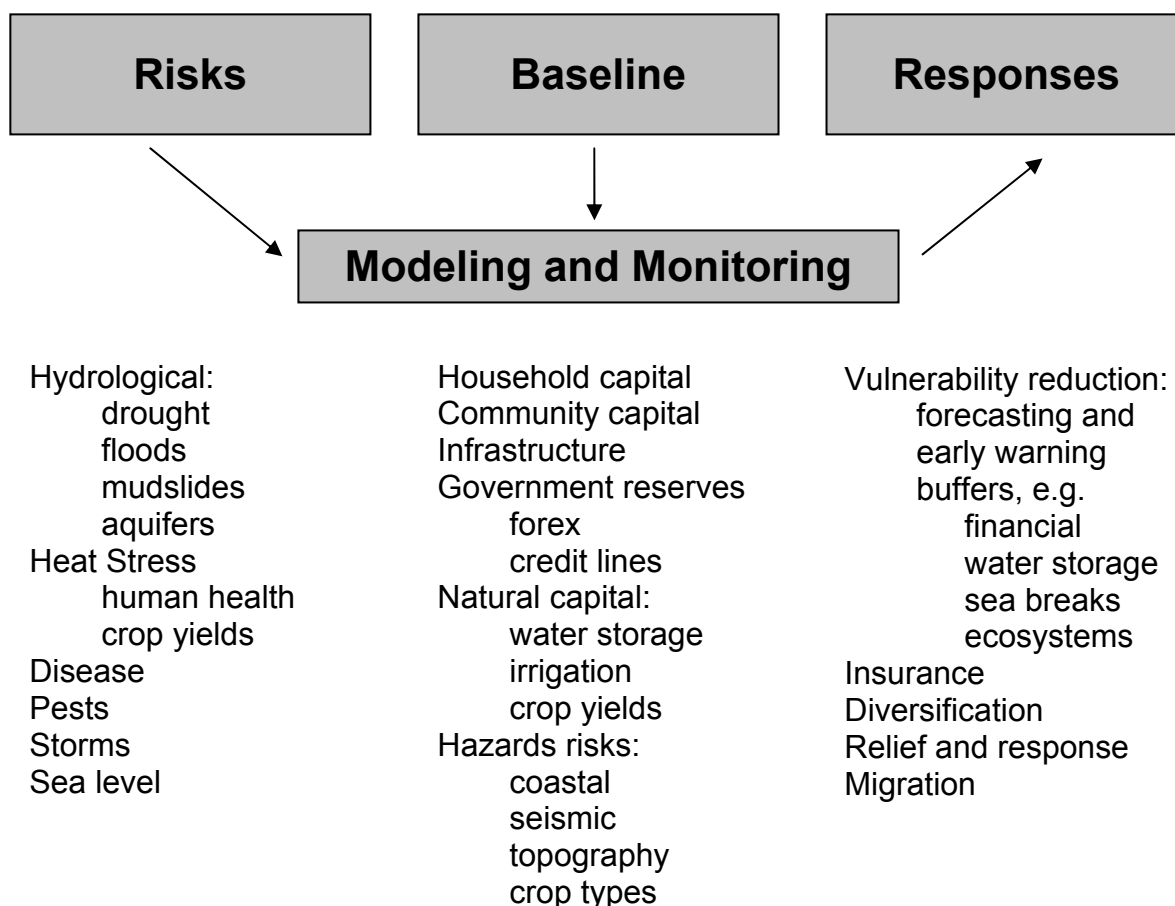 Risks
Baseline
Responses
Modeling and Monitoring
Hydrological:
drought
floods
mudslides
aquifers
Heat Stress
human health
crop yields
Disease
Pests
Storms
Sea level
Household capital
Community capital
Infrastructure
Government reserves
forex
credit lines
Natural capital:
water storage
irrigation
crop yields
Hazards risks:
coastal
seismic
topography
crop types
Vulnerability reduction:
forecasting and
early warning
buffers, e.g.
financial
water storage
sea breaks
ecosystems
Insurance
Diversification
Relief and response
Migration